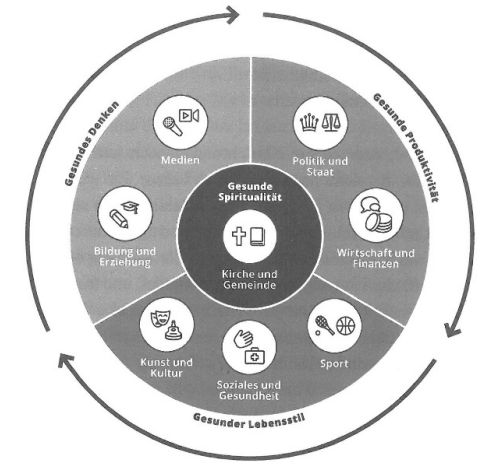 Gesundes Denken
Gesunde Produktivität
Medien
Politik und
Staat
Gesunde
Spiritualität
Kirche und
Gemeinde
Bildung und
Erziehung
Wirtschaft und
Finanzen
Kunst und
Kultur
Soziales und
Gesundheit
Sport
Gesunder Lebensstil